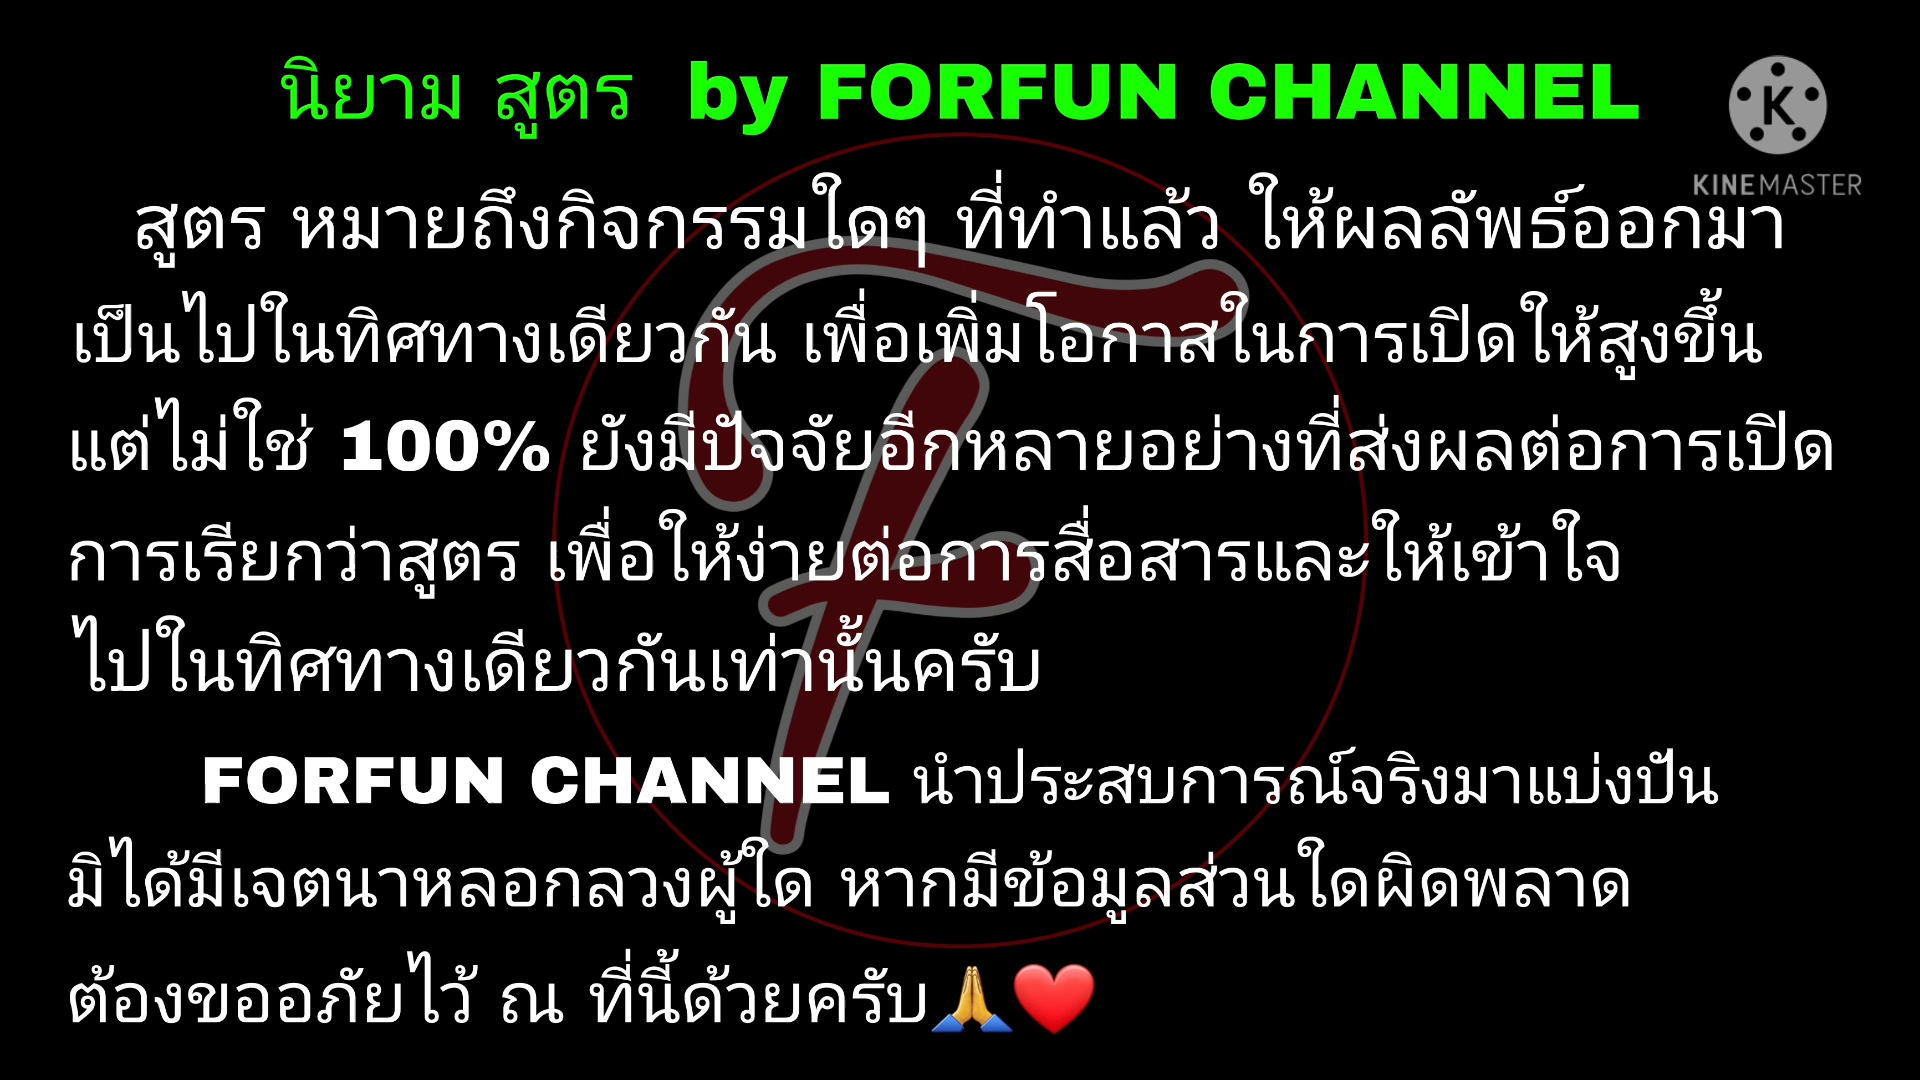 นิยาม สูตร by FORFUN CHANNEL
K
KINEMASTER
สูตร หมายถึงกิจกรรมใดๆ ที่ทำแล้ว ให้ผลลัพธ์ออกมา
เป็นไปในทิศทางเดียวกัน เพื่อเพิ่มโอกาสในการเปิดให้สูงขึ้น
แต่ไม่ใช่ 100% ยังมีปัจจัยอีกหลายอย่างที่ส่งผลต่อการเปิด
การเรียกว่าสูตร เพื่อให้ง่ายต่อการสื่อสารและให้เข้าใจ
ไปในทิศทางเดียวกันเท่านั้นครับ
FORFUN CHANNEL นำประสบการณ์จริงมาแบ่งปัน
มิได้มีเจตนาหลอกลวงผู้ใด หากมีข้อมูลส่วนใดผิดพลาด
ต้องขออภัยไว้ ณ ที่นี้ด้วยครับ🙏❤️